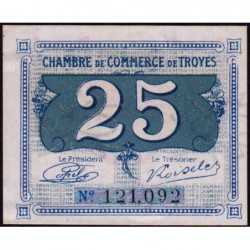 CHAMBRE DE COMMERCE DE TROYES
25
Le Président
Le Trésorier
No 121,092